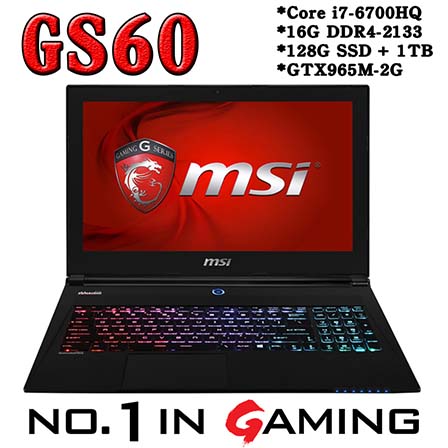 GS60
*Core i7-6700HQ
*16G DDR4-2133
*128G SSD + 1TB
*GTX965M-2G
GAMING G SERIES
msi
msi
NO.1 IN GAMING